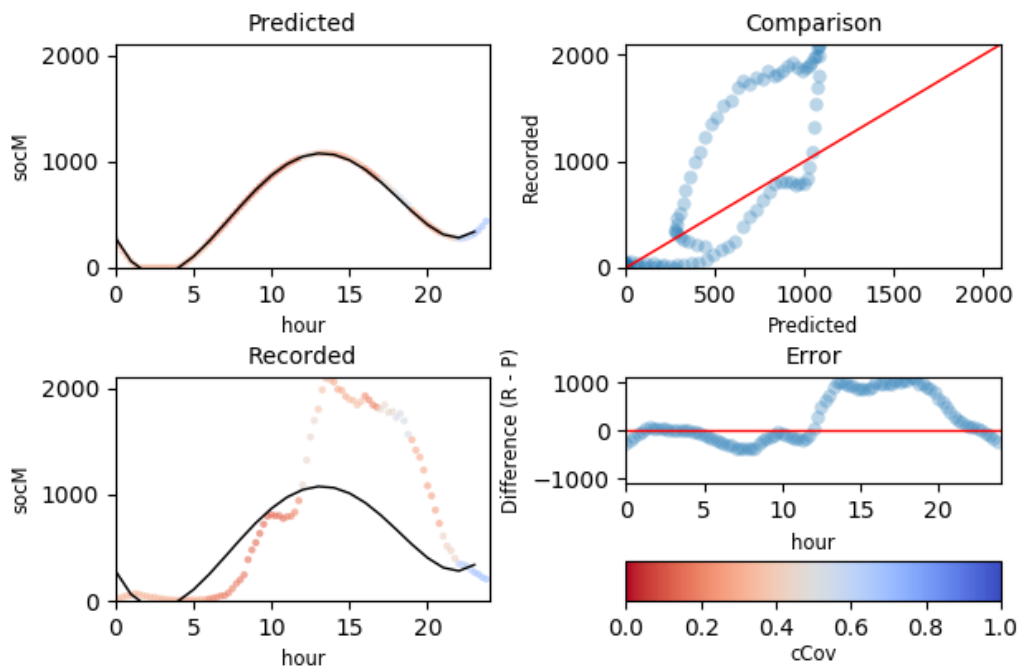 Predicted
socM
2000
1000
0
0 5 10 15 20
hour
Comparison
Recorded
2000
1000
0
0 500 1000 1500 2000
Predicted
Recorded
socM
2000
1000
0
0 5 10 15 20
hour
Error
Difference (R - P)
1000
0
−1000
0 5 10 15 20
hour
0.0 0.2 0.4 0.6 0.8 1.0
cCov